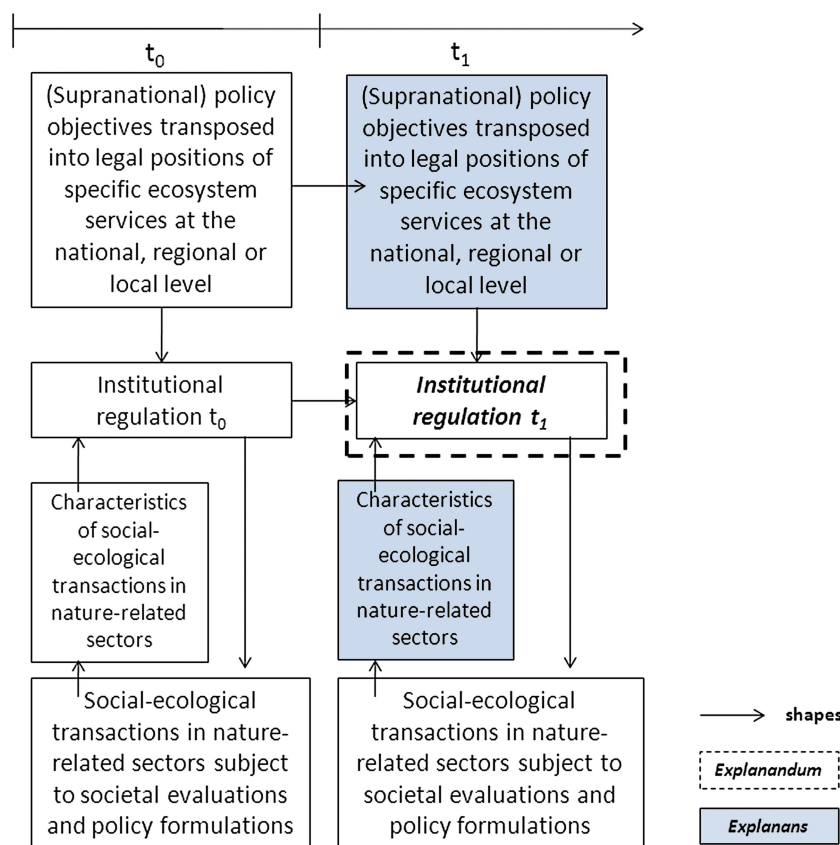 t0
t1
(Supranational) policy
objectives transposed
into legal positions of
specific ecosystem
services at the
national, regional or
local level
(Supranational) policy
objectives transposed
into legal positions of
specific ecosystem
services at the
national, regional or
local level
Institutional
regulation t0
Institutional
regulation t1
Characteristics
of social-
ecological
transactions in
nature-related
sectors
Characteristics
of social-
ecological
transactions in
nature-related
sectors
Social-ecological
transactions in nature-
related sectors subject
to societal evaluations
and policy formulations
Social-ecological
transactions in nature-
related sectors subject to
societal evaluations and
policy formulations
shapes
Explanandum
Explanans